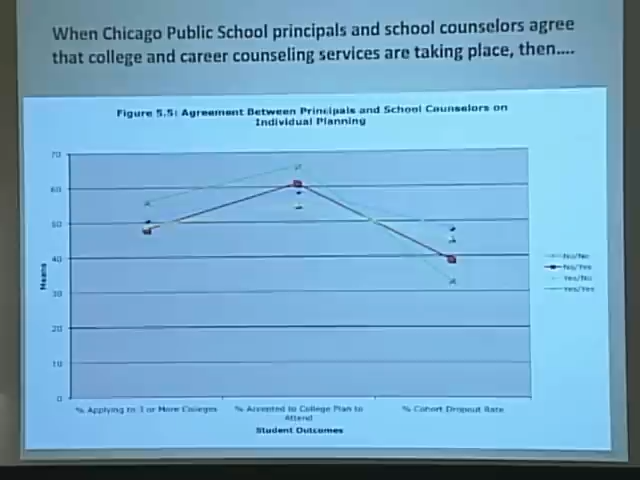 When Chicago Public School principals and school counselors agree
that college and career counseling services are taking place, then....
Figure 5.5: Agreement Between Principals and School Counselors on
Individual Planning
70
60
50
40
30
20
10
0
Means
% Applying to 3 or More Colleges
% Accepted to College Plan to
Attend
% Cohort Dropout Rate
Student Outcomes
No/No
No/Yes
Yes/No
Yes/Yes